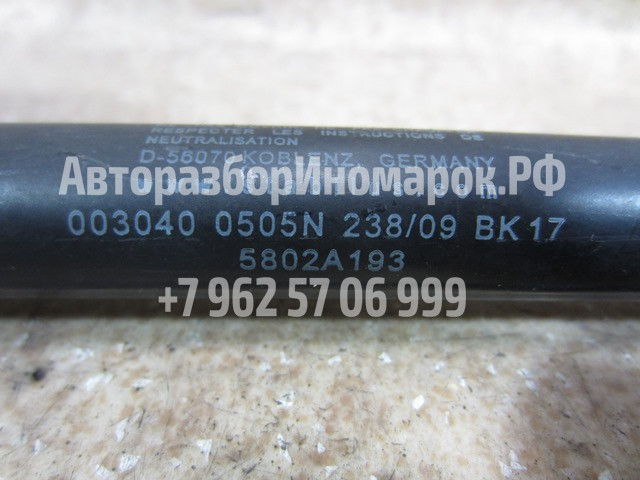 RESPECTER LES INSTRUCTIONS DE
NEUTRALISATION
D-56070 KOBLENZ, GERMANY
АвторазборИномарок.РФ
003040 0505N 238/09 BK17
5802A193
+7 962 57 06 999